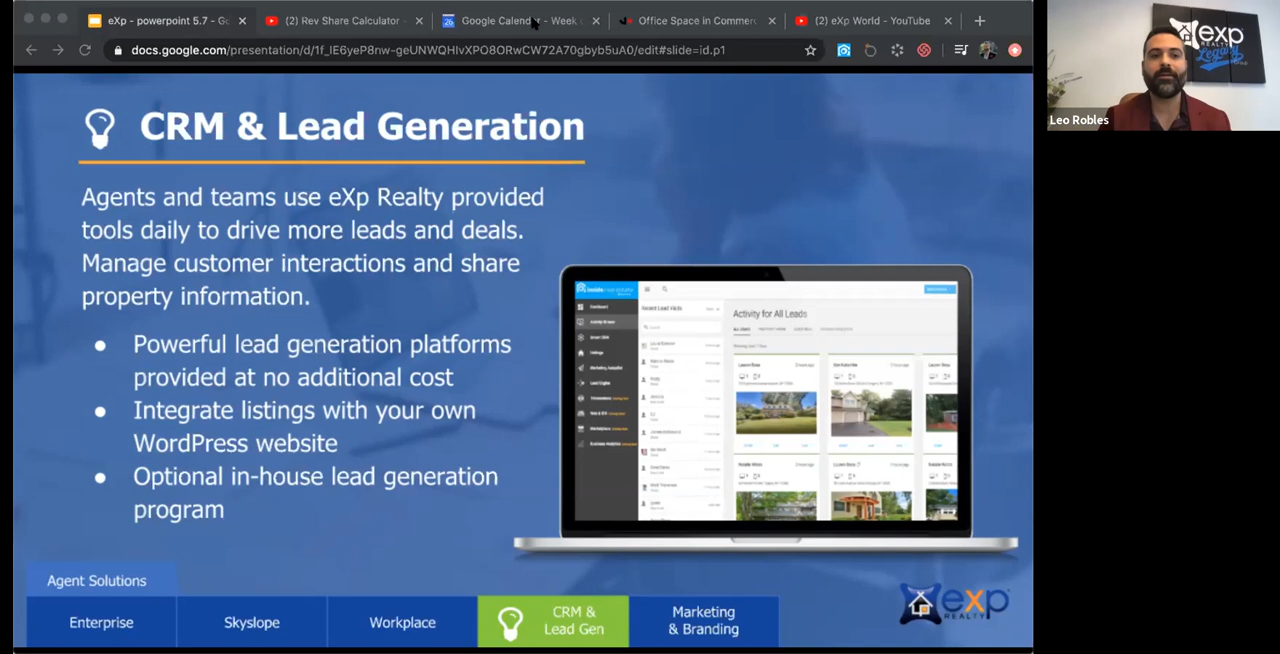 eXp - powerpoint 5.7 - Go
(2) Rev Share Calculator -
Google Calendar - Week
Office Space in Commerc
(2) eXp World - YouTube
docs.google.com/presentation/d/1f_lE6yeP8nw-geUNWQHIvXPO8ORwCW72A70gbyb5uA0/edit#slide=id.p1
CRM & Lead Generation
Agents and teams use eXp Realty provided
tools daily to drive more leads and deals.
Manage customer interactions and share
property information.
● Powerful lead generation platforms
provided at no additional cost
● Integrate listings with your own
WordPress website
● Optional in-house lead generation
program
Recent Lead Visits
Activity for All Leads
Agent Solutions
Enterprise
Skyslope
Workplace
CRM &
Lead Gen
Marketing
& Branding
eXp
REALTY
eXp
REALTY
Legacy
Leo Robles